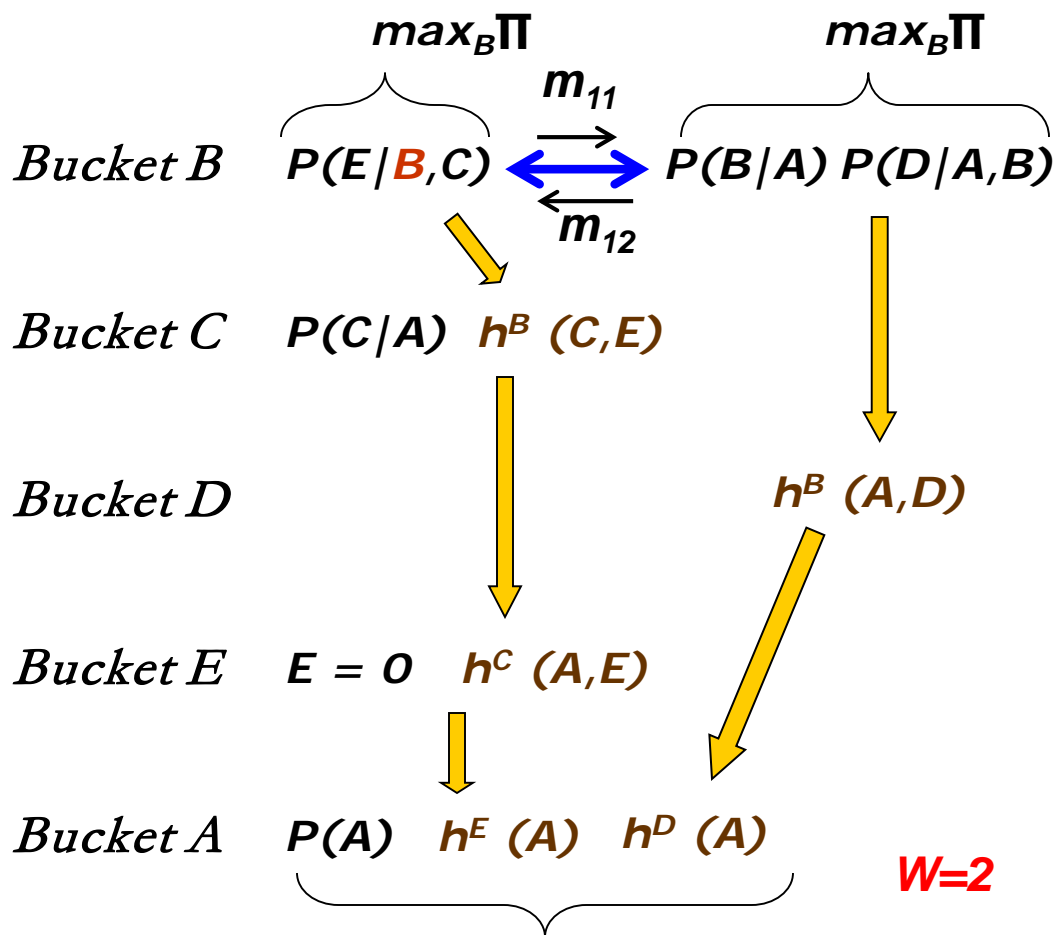 max_B∏ max_B∏
m_11
Bucket B P(E|B,C) P(B|A) P(D|A,B)
m_12
Bucket C P(C|A) h^B (C,E)
Bucket D h^B (A,D)
Bucket E E = 0 h^C (A,E)
Bucket A P(A) h^E (A) h^D (A)
W=2